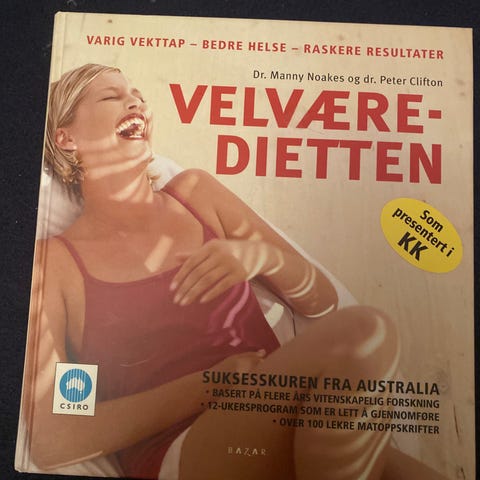 VARIG VEKTTAP – BEDRE HELSE – RASKERE RESULTATER
Dr. Manny Noakes og dr. Peter Clifton
VELVÆRE-
DIETTEN
Som
presentert i
KK
CSIRO
SUKSESSKUREN FRA AUSTRALIA
• BASERT PÅ FLERE ÅRS VITENSKAPELIG FORSKNING
• 12-UKERSPROGRAM SOM ER LETT Å GJENNOMFØRE
• OVER 100 LEKRE MATOPPSKRIFTER
BAZAR